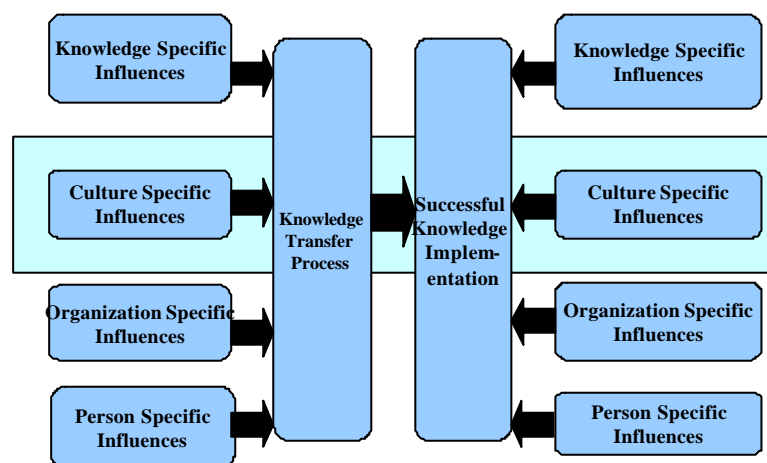 Knowledge Specific
Influences
Culture Specific
Influences
Organization Specific
Influences
Person Specific
Influences
Knowledge
Transfer
Process
Successful
Knowledge
Implem-
entation
Knowledge Specific
Influences
Culture Specific
Influences
Organization Specific
Influences
Person Specific
Influences